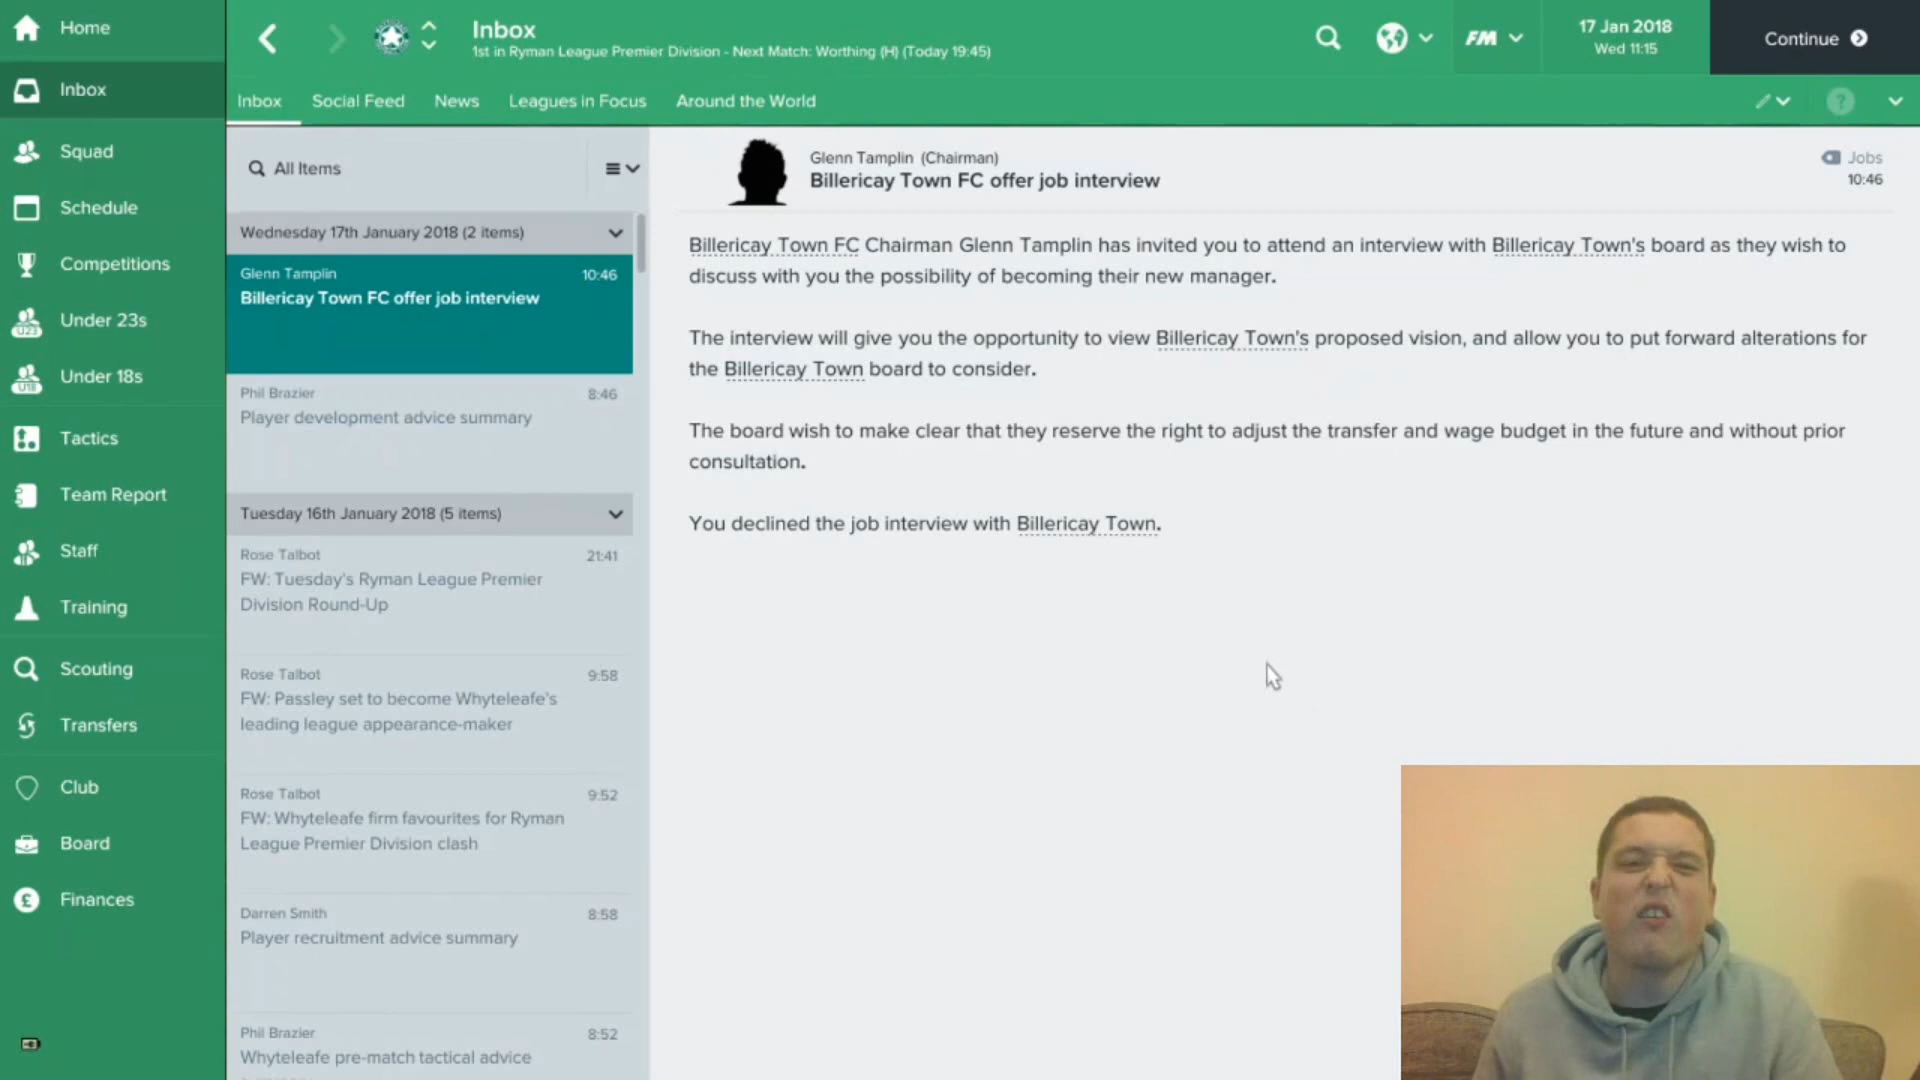 Home
Inbox
Squad
Schedule
Competitions
Under 23s
Under 18s
Tactics
Team Report
Staff
Training
Scouting
Transfers
Club
Board
Finances
Inbox
1st in Ryman League Premier Division - Next Match: Worthing (H) (Today 19:45)
FM
17 Jan 2018
Wed 11:15
Continue
Inbox
Social Feed
News
Leagues in Focus
Around the World
?
All Items
Wednesday 17th January 2018 (2 items)
Glenn Tamplin 10:46
Billericay Town FC offer job interview
Phil Brazier 8:46
Player development advice summary
Tuesday 16th January 2018 (5 items)
Rose Talbot 21:41
FW: Tuesday's Ryman League Premier
Division Round-Up
Rose Talbot 9:58
FW: Passley set to become Whyteleafe's
leading league appearance-maker
Rose Talbot 9:52
FW: Whyteleafe firm favourites for Ryman
League Premier Division clash
Darren Smith 8:58
Player recruitment advice summary
Phil Brazier 8:52
Whyteleafe pre-match tactical advice
Glenn Tamplin (Chairman)
Billericay Town FC offer job interview
Jobs
10:46
Billericay Town FC Chairman Glenn Tamplin has invited you to attend an interview with Billericay Town's board as they wish to
discuss with you the possibility of becoming their new manager.
The interview will give you the opportunity to view Billericay Town's proposed vision, and allow you to put forward alterations for
the Billericay Town board to consider.
The board wish to make clear that they reserve the right to adjust the transfer and wage budget in the future and without prior
consultation.
You declined the job interview with Billericay Town.